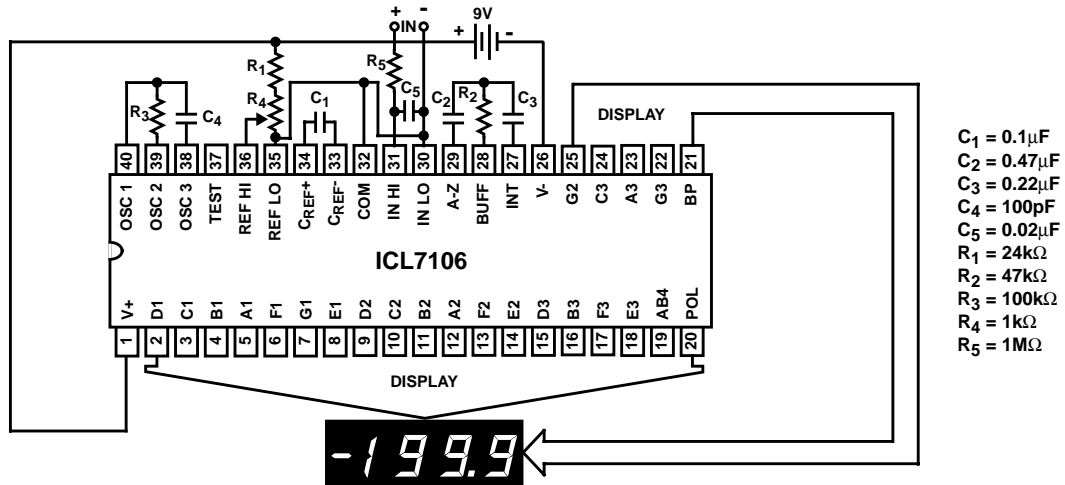 + - 
IN
+ 9V -
R1
R5
R4
C1
C5
C2
R2
C3
R3
C4
DISPLAY
40 39 38 37 36 35 34 33 32 31 30 29 28 27 26 25 24 23 22 21
OSC 1
OSC 2
OSC 3
TEST
REF HI
REF LO
CREF+
CREF-
COM
IN HI
IN LO
A-Z
BUFF
INT
V-
G2
C3
A3
G3
BP
ICL7106
V+
D1
C1
B1
A1
F1
G1
E1
D2
C2
B2
A2
F2
E2
D3
B3
F3
E3
AB4
POL
1 2 3 4 5 6 7 8 9 10 11 12 13 14 15 16 17 18 19 20
DISPLAY
-199.9
C1 = 0.1μF
C2 = 0.47μF
C3 = 0.22μF
C4 = 100pF
C5 = 0.02μF
R1 = 24kΩ
R2 = 47kΩ
R3 = 100kΩ
R4 = 1kΩ
R5 = 1MΩ